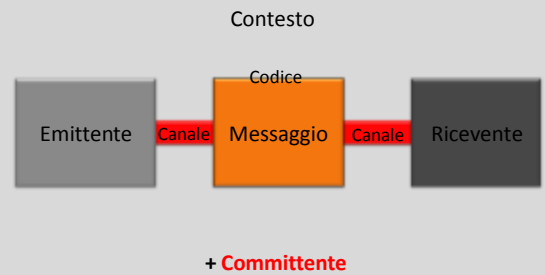 Contesto
Codice
Emittente Canale Messaggio Canale Ricevente
+ Committente